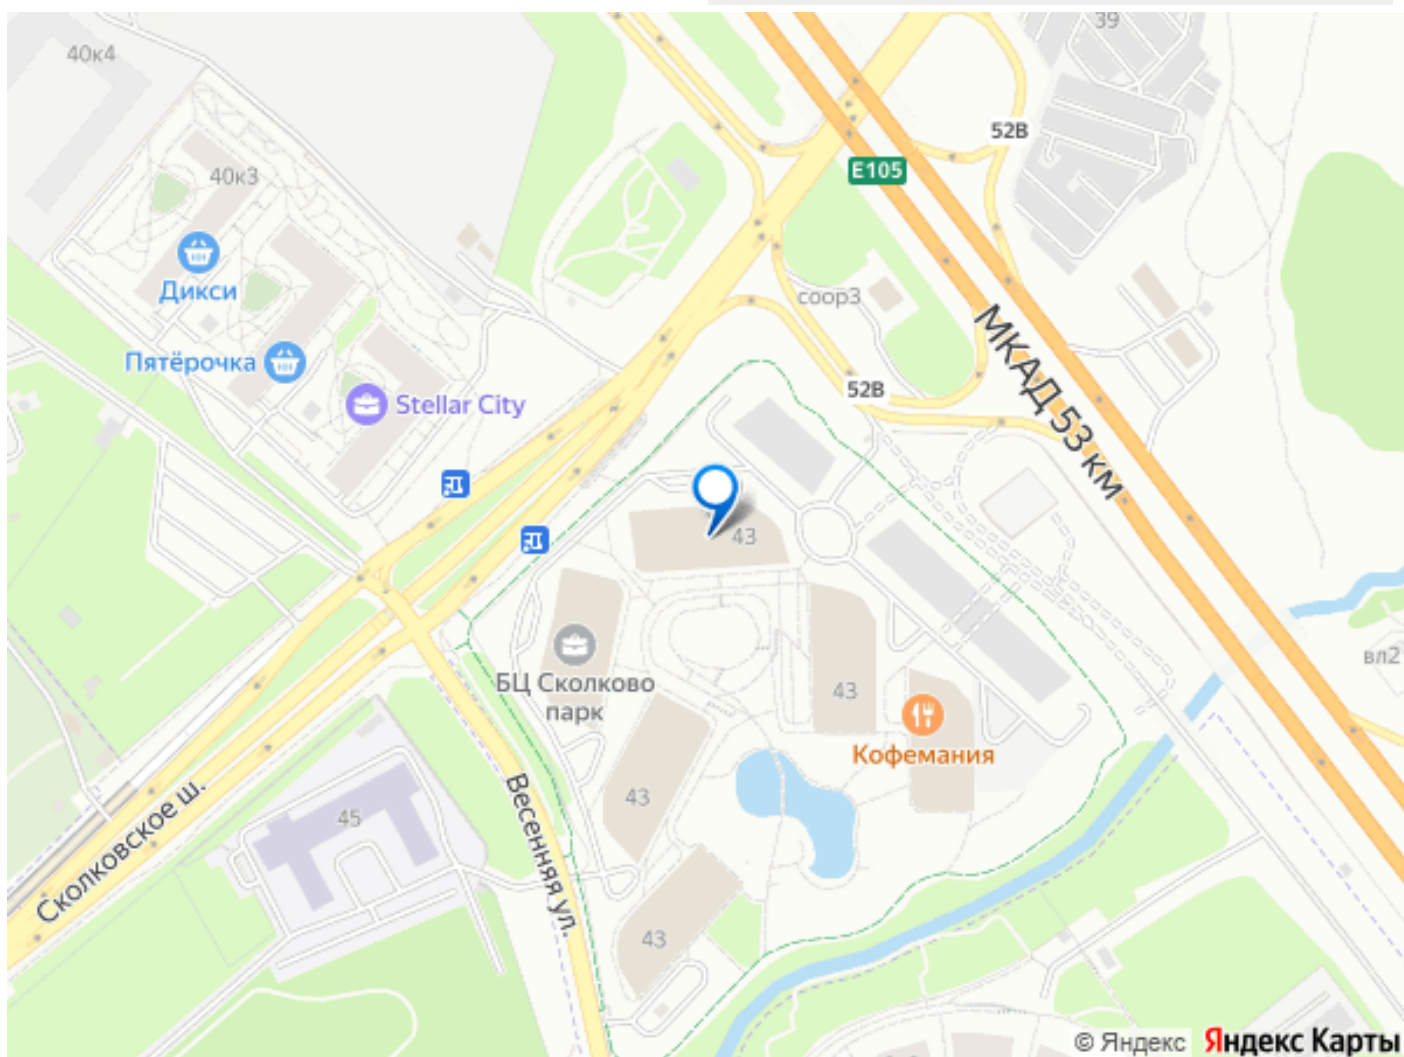 39
40к4
52В
E105
40к3
соор3
Дикси
МКАД 53 км
Пятёрочка
52В
Stellar City
43
вл2
БЦ Сколково
парк
43
Кофемания
43
45
Весенняя ул.
Сколковское ш.
43
© Яндекс Яндекс Карты